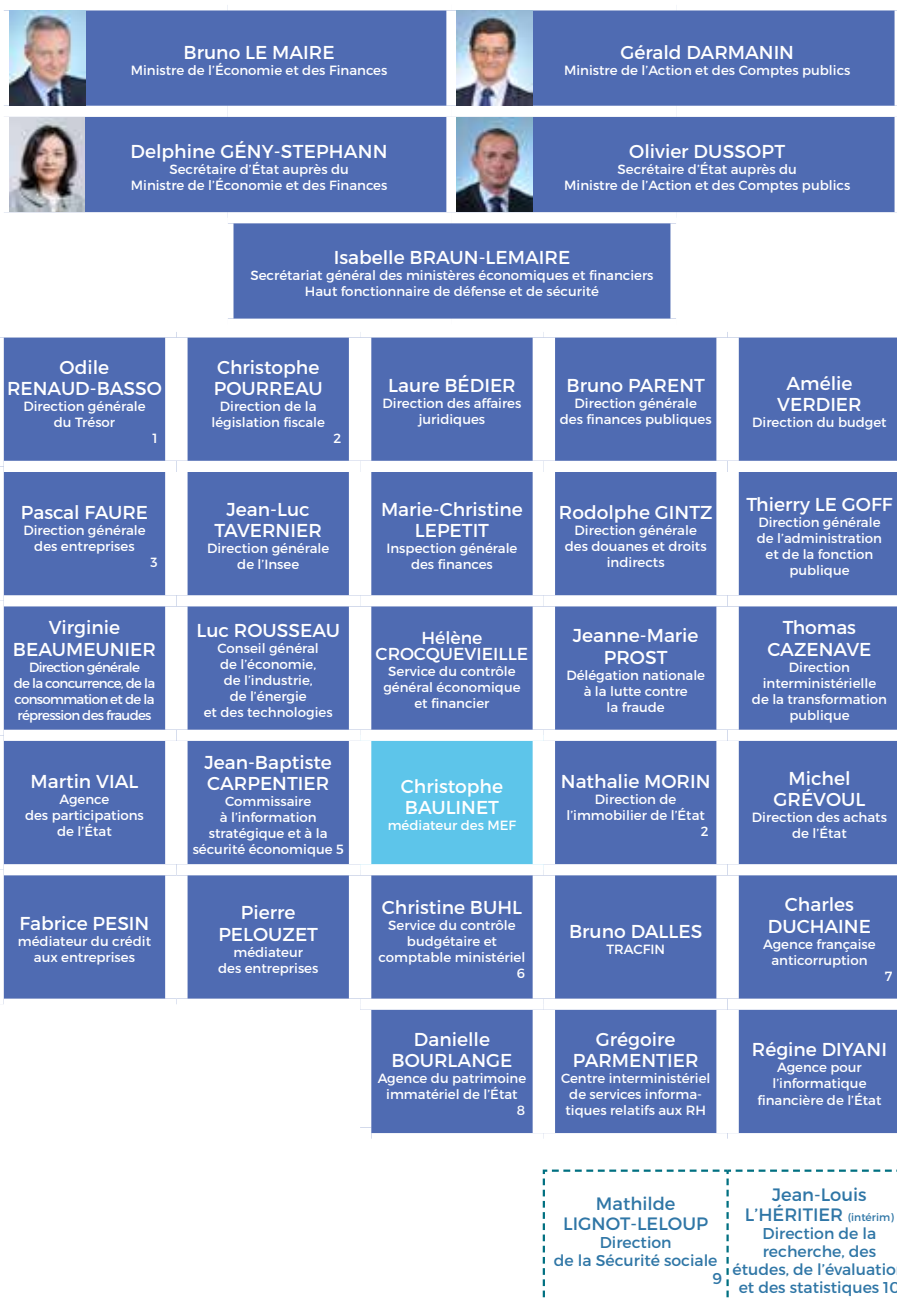 Bruno LE MAIRE
Ministre de l'Économie et des Finances
Gérald DARMANIN
Ministre de l'Action et des Comptes publics
Delphine GÉNY-STEPHANN
Secrétaire d'État auprès du
Ministre de l'Économie et des Finances
Olivier DUSSOPT
Secrétaire d'État auprès du
Ministre de l'Action et des Comptes publics
Isabelle BRAUN-LEMAIRE
Secrétariat général des ministères économiques et financiers
Haut fonctionnaire de défense et de sécurité
Odile
RENAUD-BASSO
Direction générale
du Trésor
1
Christophe
POURREAU
Direction de la
législation fiscale
2
Laure BÉDIER
Direction des affaires
juridiques
Bruno PARENT
Direction générale
des finances publiques
Amélie
VERDIER
Direction du budget
Pascal FAURE
Direction générale
des entreprises
3
Jean-Luc
TAVERNIER
Direction générale
de l'Insee
Marie-Christine
LEPETIT
Inspection générale
des finances
Rodolphe GINTZ
Direction générale
des douanes et droits
indirects
Thierry LE GOFF
Direction générale
de l'administration
et de la fonction
publique
Virginie
BEAUMEUNIER
Direction générale
de la concurrence, de la
consommation et de la
répression des fraudes
Luc ROUSSEAU
Conseil général
de l'économie,
de l'industrie,
de l'énergie
et des technologies
Hélène
CROCQUEVIEILLE
Service du contrôle
général économique
et financier
Jeanne-Marie
PROST
Délégation nationale
à la lutte contre
la fraude
Thomas
CAZENAVE
Direction
interministérielle
de la transformation
publique
Martin VIAL
Agence
des participations
de l'État
Jean-Baptiste
CARPENTIER
Commissaire
à l'information
stratégique et à la
sécurité économique 5
Christophe
BAULINET
médiateur des MEF
Nathalie MORIN
Direction de
l'immobilier de l'État
2
Michel
GRÉVOUL
Direction des achats
de l'État
Fabrice PESIN
médiateur du crédit
aux entreprises
Pierre
PELOUZET
médiateur
des entreprises
Christine BUHL
Service du contrôle
budgétaire et
comptable ministériel
6
Bruno DALLES
TRACFIN
Charles
DUCHAINE
Agence française
anticorruption
7
Danielle
BOURLANGE
Agence du patrimoine
immatériel de l'État
8
Grégoire
PARMENTIER
Centre interministériel
de services informa-
tiques relatifs aux RH
Régine DIYANI
Agence pour
l'informatique
financière de l'État
Mathilde
LIGNOT-LELOUP
Direction
de la Sécurité sociale
9
Jean-Louis
L'HÉRITIER (intérim)
Direction de la
recherche, des
études, de l'évaluation
et des statistiques 10